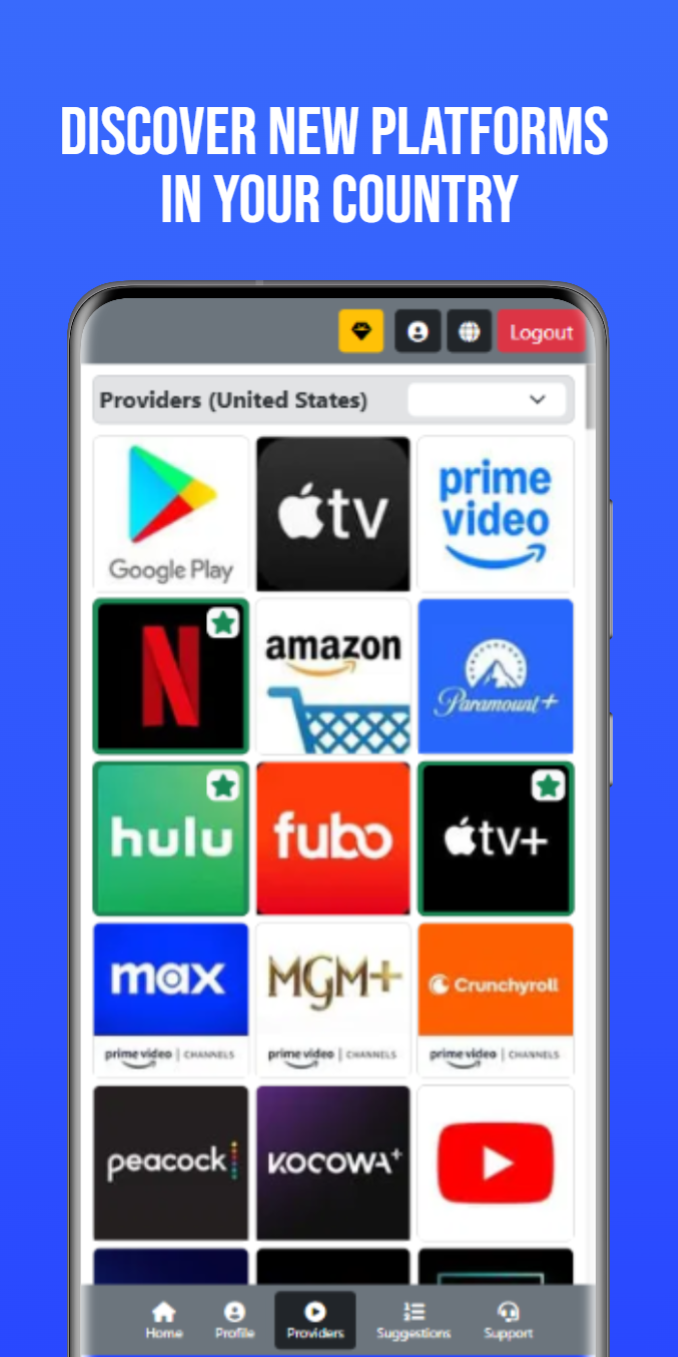 DISCOVER NEW PLATFORMS
IN YOUR COUNTRY
Logout
Providers (United States)
Google Play
tv
prime
video
N
amazon
Paramount+
hulu
fubo
tv+
max
prime video | CHANNELS
MGM+
prime video | CHANNELS
Crunchyroll
prime video | CHANNELS
peacock
KOCOWA+
Home
Profile
Providers
Suggestions
Support